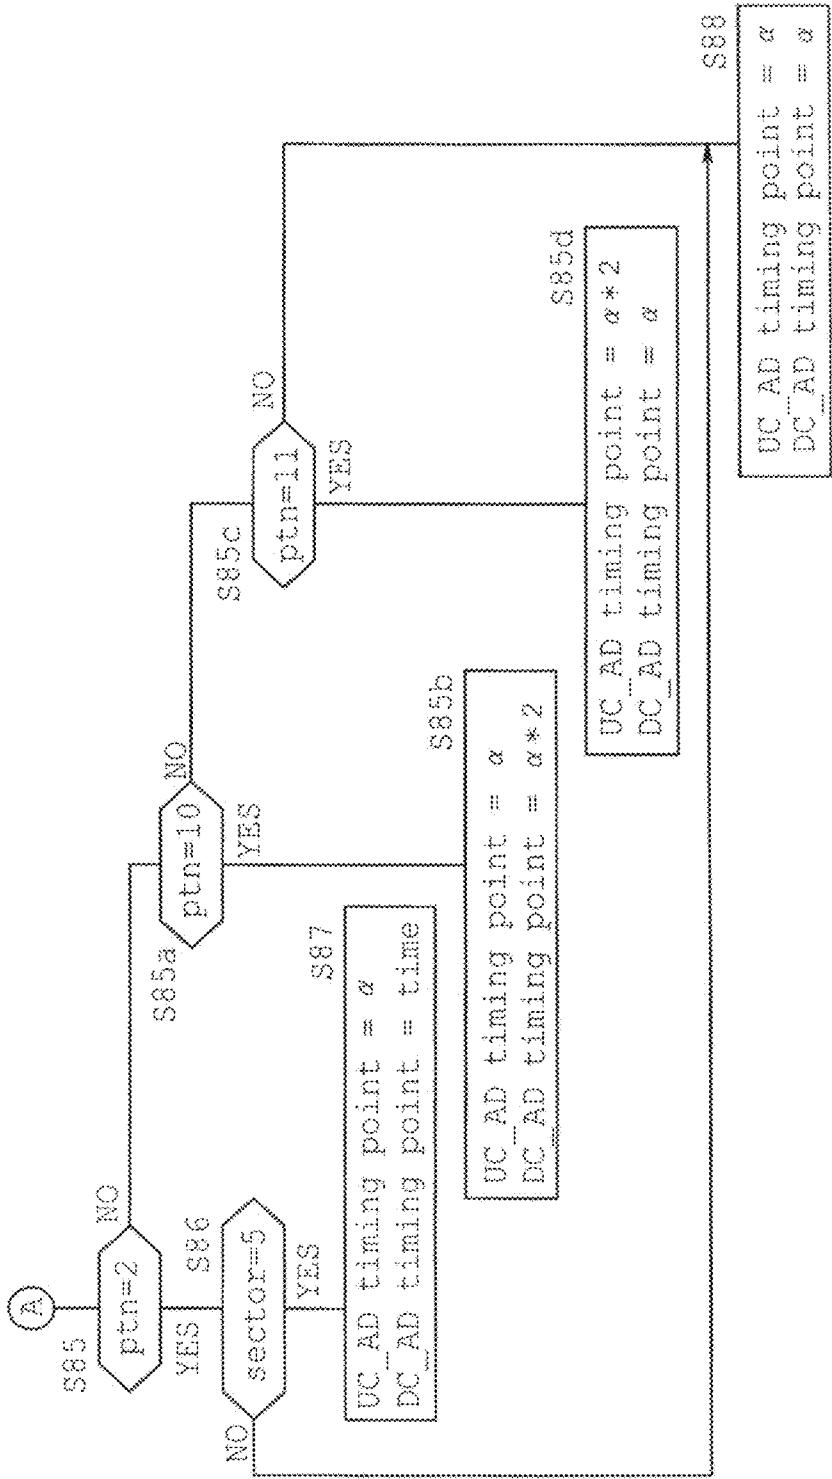 A
S85
ptn=2
NO
YES
S86
sector=5
NO
YES
S87
UC_AD timing point = α
DC_AD timing point = time
S85a
ptn=10
NO
YES
S85b
UC_AD timing point = α
DC_AD timing point = α*2
S85c
ptn=11
NO
YES
S85d
UC_AD timing point = α*2
DC_AD timing point = α
S88
UC_AD timing point = α
DC_AD timing point = α